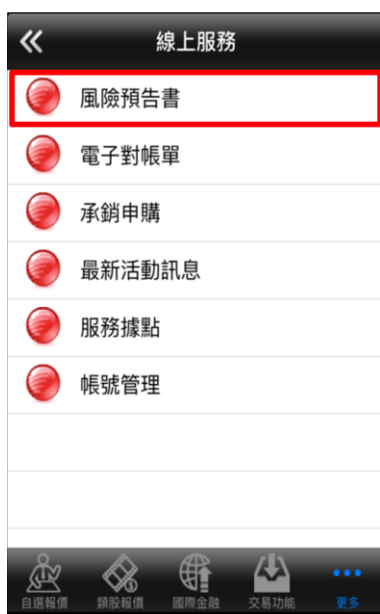 線上服務
風險預告書
電子對帳單
承銷申購
最新活動訊息
服務據點
帳號管理
自選報價 類股報價 國際金融 交易功能 更多